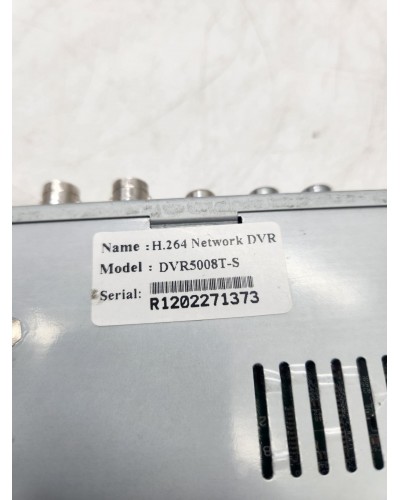 Name : H.264 Network DVR
Model : DVR5008T-S
Serial:
R1202271373